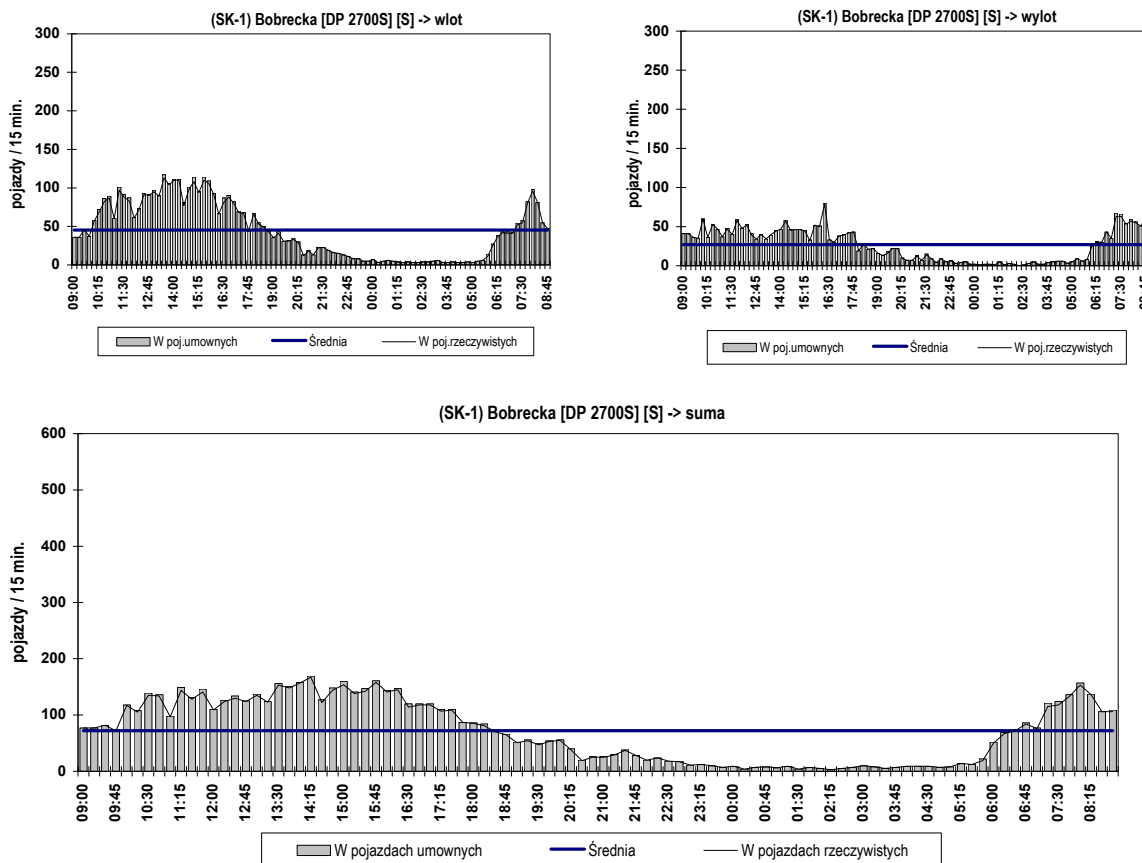 (SK-1) Bobrecka [DP 2700S] [S] -> wlot
pojazdy / 15 min.
300
250
200
150
100
50
0
09:00 10:15 11:30 12:45 14:00 15:15 16:30 17:45 19:00 20:15 21:30 22:45 00:00 01:15 02:30 03:45 05:00 06:15 07:30 08:45
W poj.umownych Średnia W poj.rzeczywistych
(SK-1) Bobrecka [DP 2700S] [S] -> wylot
pojazdy / 15 min.
300
250
200
150
100
50
0
09:00 10:15 11:30 12:45 14:00 15:15 16:30 17:45 19:00 20:15 21:30 22:45 00:00 01:15 02:30 03:45 05:00 06:15 07:30 08:45
W poj.umownych Średnia W poj.rzeczywistych
(SK-1) Bobrecka [DP 2700S] [S] -> suma
pojazdy / 15 min.
600
500
400
300
200
100
0
09:00 09:45 10:30 11:15 12:00 12:45 13:30 14:15 15:00 15:45 16:30 17:15 18:00 18:45 19:30 20:15 21:00 21:45 22:30 23:15 00:00 00:45 01:30 02:15 03:00 03:45 04:30 05:15 06:00 06:45 07:30 08:15
W pojazdach umownych Średnia W pojazdach rzeczywistych